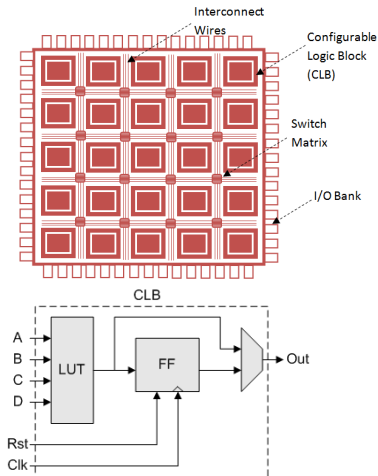 Interconnect
Wires
Configurable
Logic Block
(CLB)
Switch
Matrix
I/O Bank
CLB
A
B
C
D
LUT
FF
Out
Rst
Clk